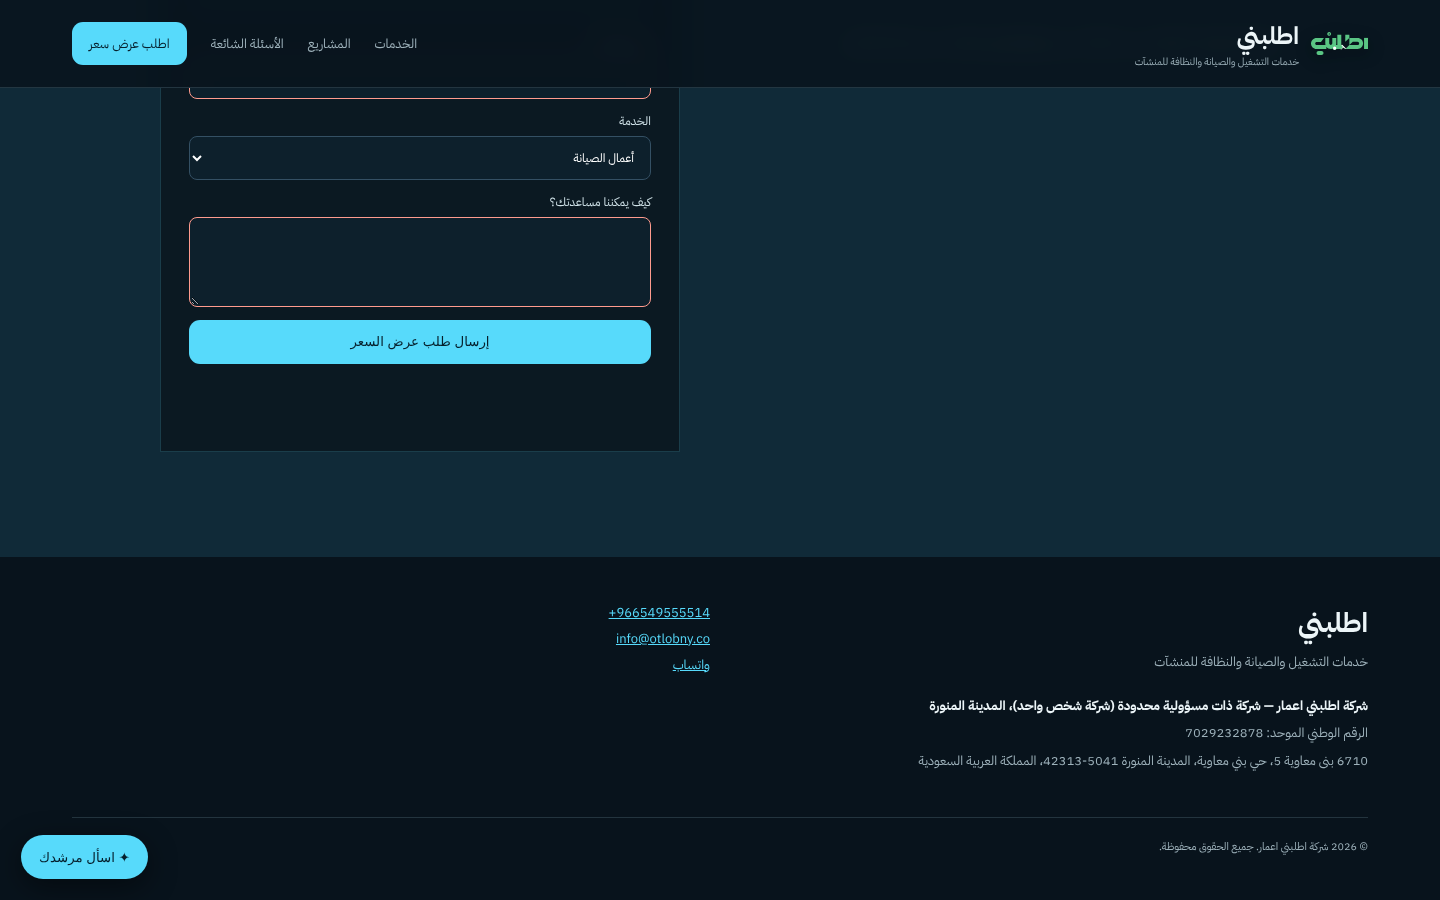 اطلبني
اطلبني
خدمات التشغيل والصيانة والنظافة للمنشآت
الخدمات
المشاريع
الأسئلة الشائعة
اطلب عرض سعر
الخدمة
أعمال الصيانة
كيف يمكننا مساعدتك؟
إرسال طلب عرض السعر
اطلبني
خدمات التشغيل والصيانة والنظافة للمنشآت
شركة اطلبني اعمار — شركة ذات مسؤولية محدودة (شركة شخص واحد)، المدينة المنورة
الرقم الوطني الموحد: 7029232878
6710 بنى معاوية 5، حي بني معاوية، المدينة المنورة 5041-42313، المملكة العربية السعودية
+966549555514
info@otlobny.co
واتساب
© 2026 شركة اطلبني اعمار. جميع الحقوق محفوظة.
✦ اسأل مرشدك